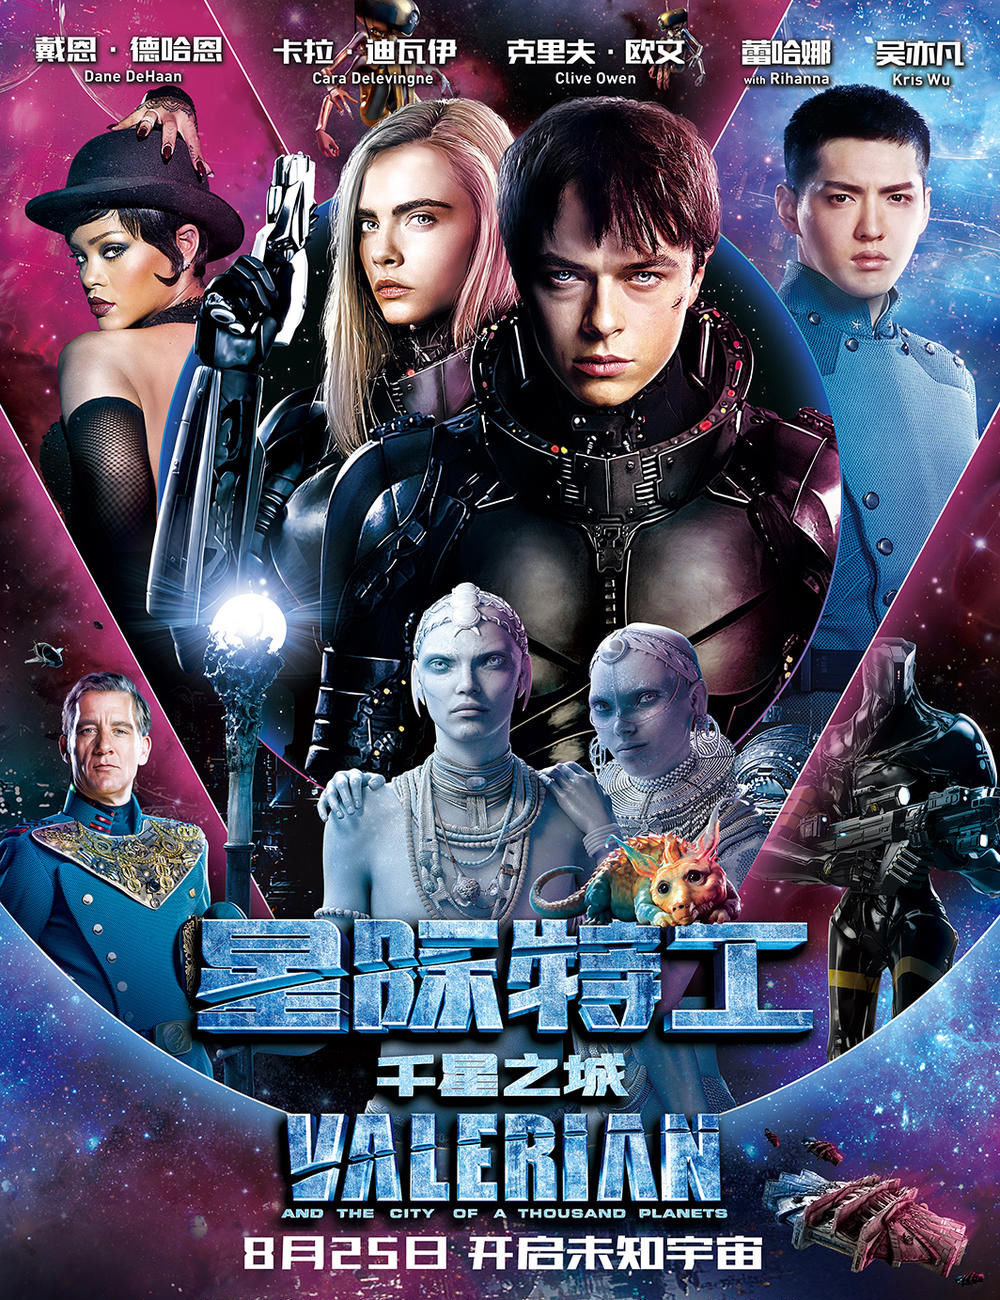 戴恩·德哈恩 卡拉·迪瓦伊 克里夫·欧文 蕾哈娜 吴亦凡
Dane DeHaan Cara Delevingne Clive Owen with Rihanna Kris Wu
星际特工
千星之城
VALERIAN
AND THE CITY OF A THOUSAND PLANETS
8月25日 开启未知宇宙